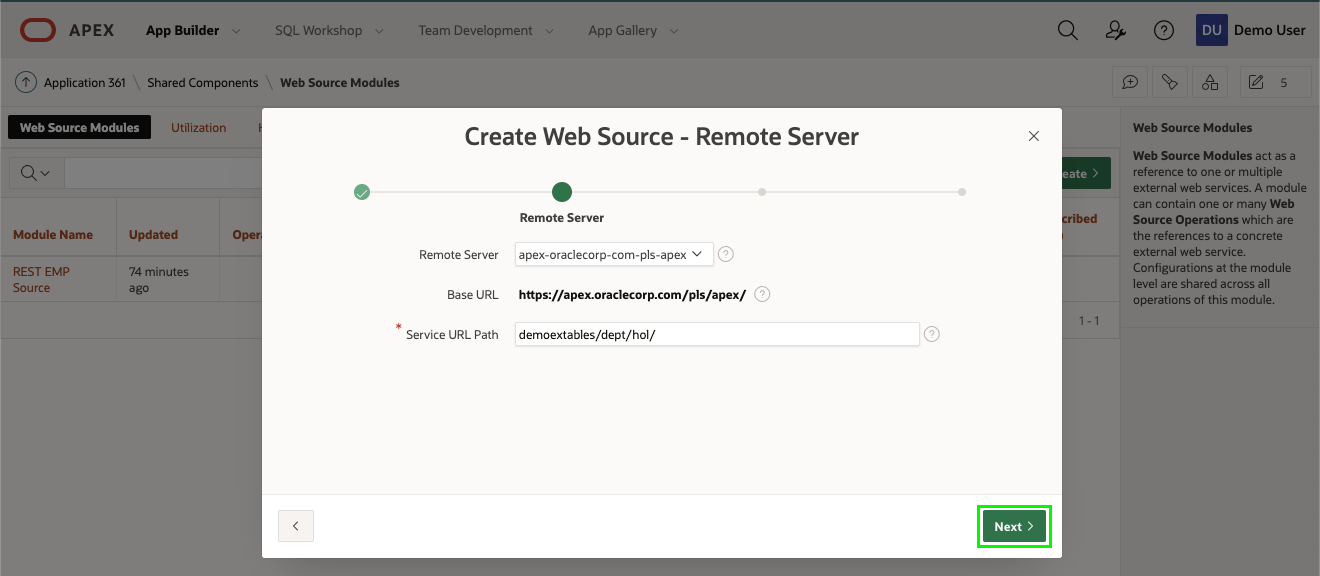 APEX App Builder SQL Workshop Team Development App Gallery DU Demo User
Application 361 \ Shared Components \ Web Source Modules 5
Web Source Modules Utilization
Create Web Source - Remote Server
Remote Server
Remote Server apex-oraclecorp-com-pls-apex
Base URL https://apex.oraclecorp.com/pls/apex/
* Service URL Path demoextables/dept/hol/
Next
Module Name Updated
REST EMP
Source
74 minutes
ago
1 - 1
Web Source Modules
Web Source Modules act as a
reference to one or multiple
external web services. A module
can contain one or many Web
Source Operations which are
the references to a concrete
external web service.
Configurations at the module
level are shared across all
operations of this module.